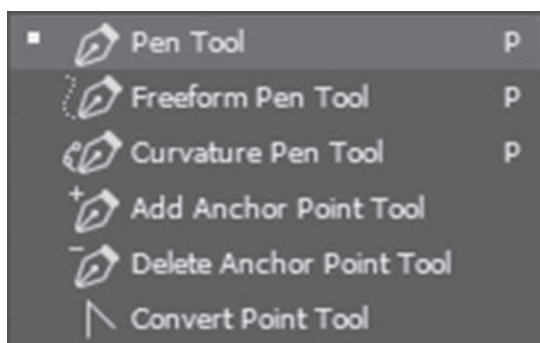 Pen Tool P
Freeform Pen Tool P
Curvature Pen Tool P
Add Anchor Point Tool
Delete Anchor Point Tool
Convert Point Tool